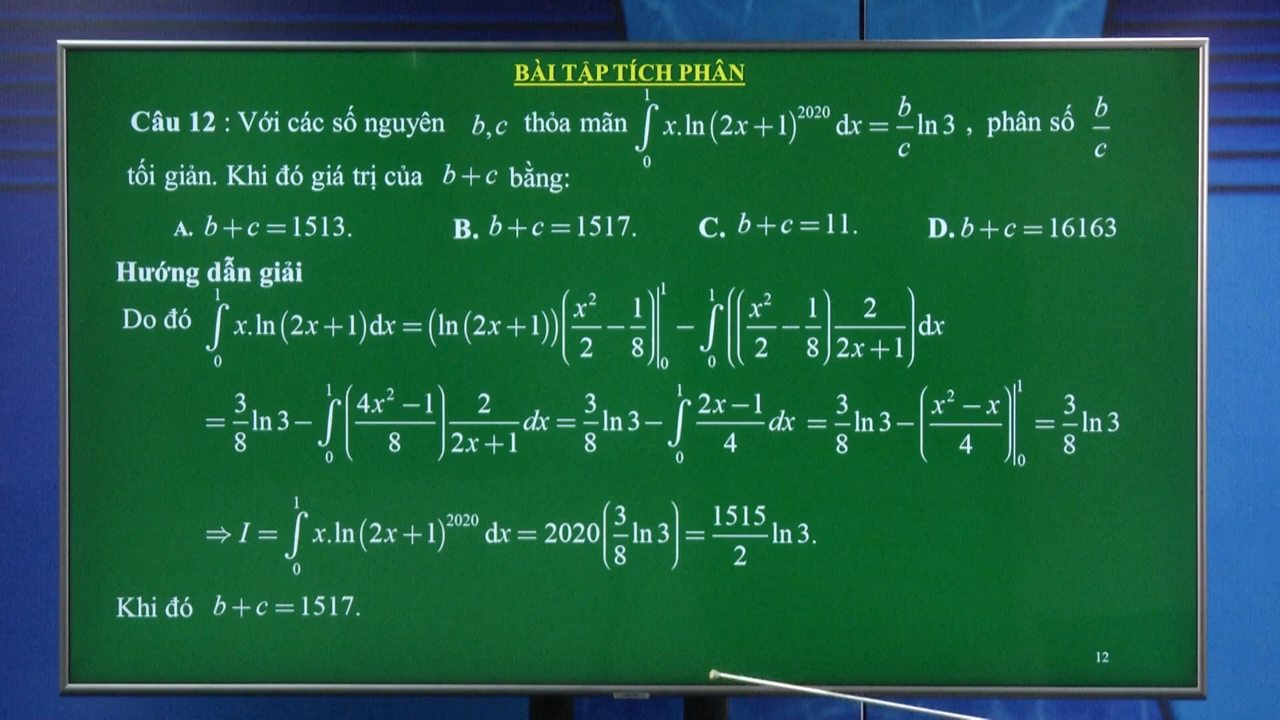 BÀI TẬP TÍCH PHÂN
Câu 12 : Với các số nguyên b,c thỏa mãn ∫₀¹ x.ln(2x+1)²⁰²⁰ dx = b/c ln3 , phân số b/c
tối giản. Khi đó giá trị của b+c bằng:
A. b+c=1513. B. b+c=1517. C. b+c=11. D. b+c=16163
Hướng dẫn giải
Do đó ∫₀¹ x.ln(2x+1)dx = (ln(2x+1))(x²/2 − 1/8)|₀¹ − ∫₀¹ ((x²/2 − 1/8) 2/(2x+1))dx
= 3/8 ln3 − ∫₀¹ ((4x²−1)/8) 2/(2x+1) dx = 3/8 ln3 − ∫₀¹ (2x−1)/4 dx = 3/8 ln3 − ((x²−x)/4)|₀¹ = 3/8 ln3
⇒ I = ∫₀¹ x.ln(2x+1)²⁰²⁰ dx = 2020(3/8 ln3) = 1515/2 ln3.
Khi đó b+c=1517.
12